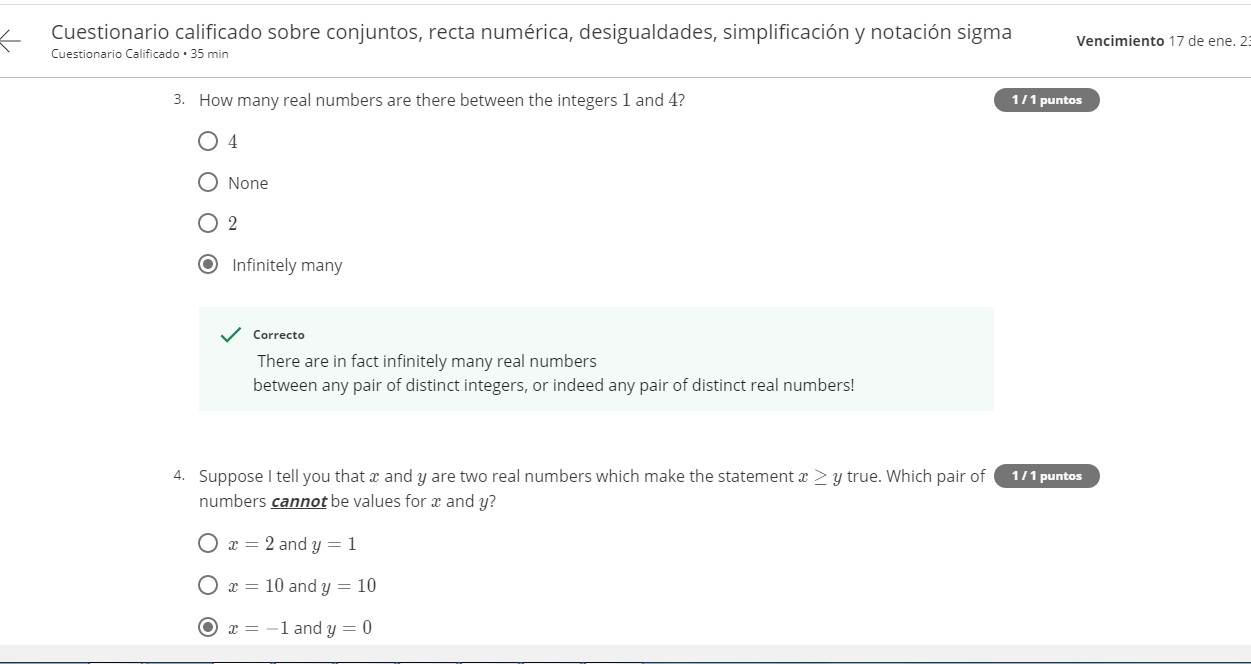 Cuestionario calificado sobre conjuntos, recta numérica, desigualdades, simplificación y notación sigma
Cuestionario Calificado • 35 min
Vencimiento 17 de ene. 23
3. How many real numbers are there between the integers 1 and 4?
1 / 1 puntos
4
None
2
Infinitely many
Correcto
There are in fact infinitely many real numbers
between any pair of distinct integers, or indeed any pair of distinct real numbers!
4. Suppose I tell you that x and y are two real numbers which make the statement x ≥ y true. Which pair of
numbers cannot be values for x and y?
1 / 1 puntos
x = 2 and y = 1
x = 10 and y = 10
x = −1 and y = 0